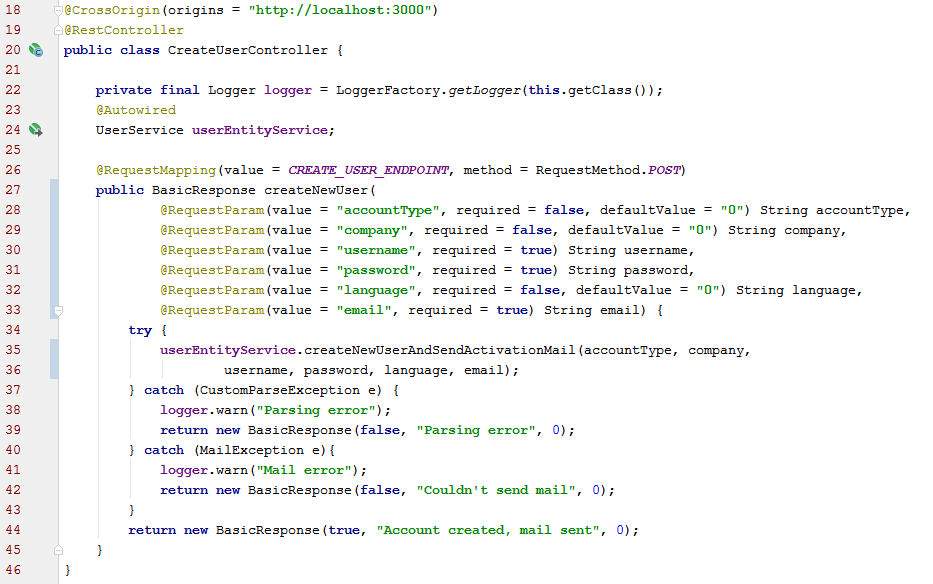 18 @CrossOrigin(origins = "http://localhost:3000")
19 @RestController
20 public class CreateUserController {
21
22     private final Logger logger = LoggerFactory.getLogger(this.getClass());
23     @Autowired
24     UserService userEntityService;
25
26     @RequestMapping(value = CREATE_USER_ENDPOINT, method = RequestMethod.POST)
27     public BasicResponse createNewUser(
28             @RequestParam(value = "accountType", required = false, defaultValue = "0") String accountType,
29             @RequestParam(value = "company", required = false, defaultValue = "0") String company,
30             @RequestParam(value = "username", required = true) String username,
31             @RequestParam(value = "password", required = true) String password,
32             @RequestParam(value = "language", required = false, defaultValue = "0") String language,
33             @RequestParam(value = "email", required = true) String email) {
34         try {
35             userEntityService.createNewUserAndSendActivationMail(accountType, company,
36                     username, password, language, email);
37         } catch (CustomParseException e) {
38             logger.warn("Parsing error");
39             return new BasicResponse(false, "Parsing error", 0);
40         } catch (MailException e){
41             logger.warn("Mail error");
42             return new BasicResponse(false, "Couldn't send mail", 0);
43         }
44         return new BasicResponse(true, "Account created, mail sent", 0);
45     }
46 }